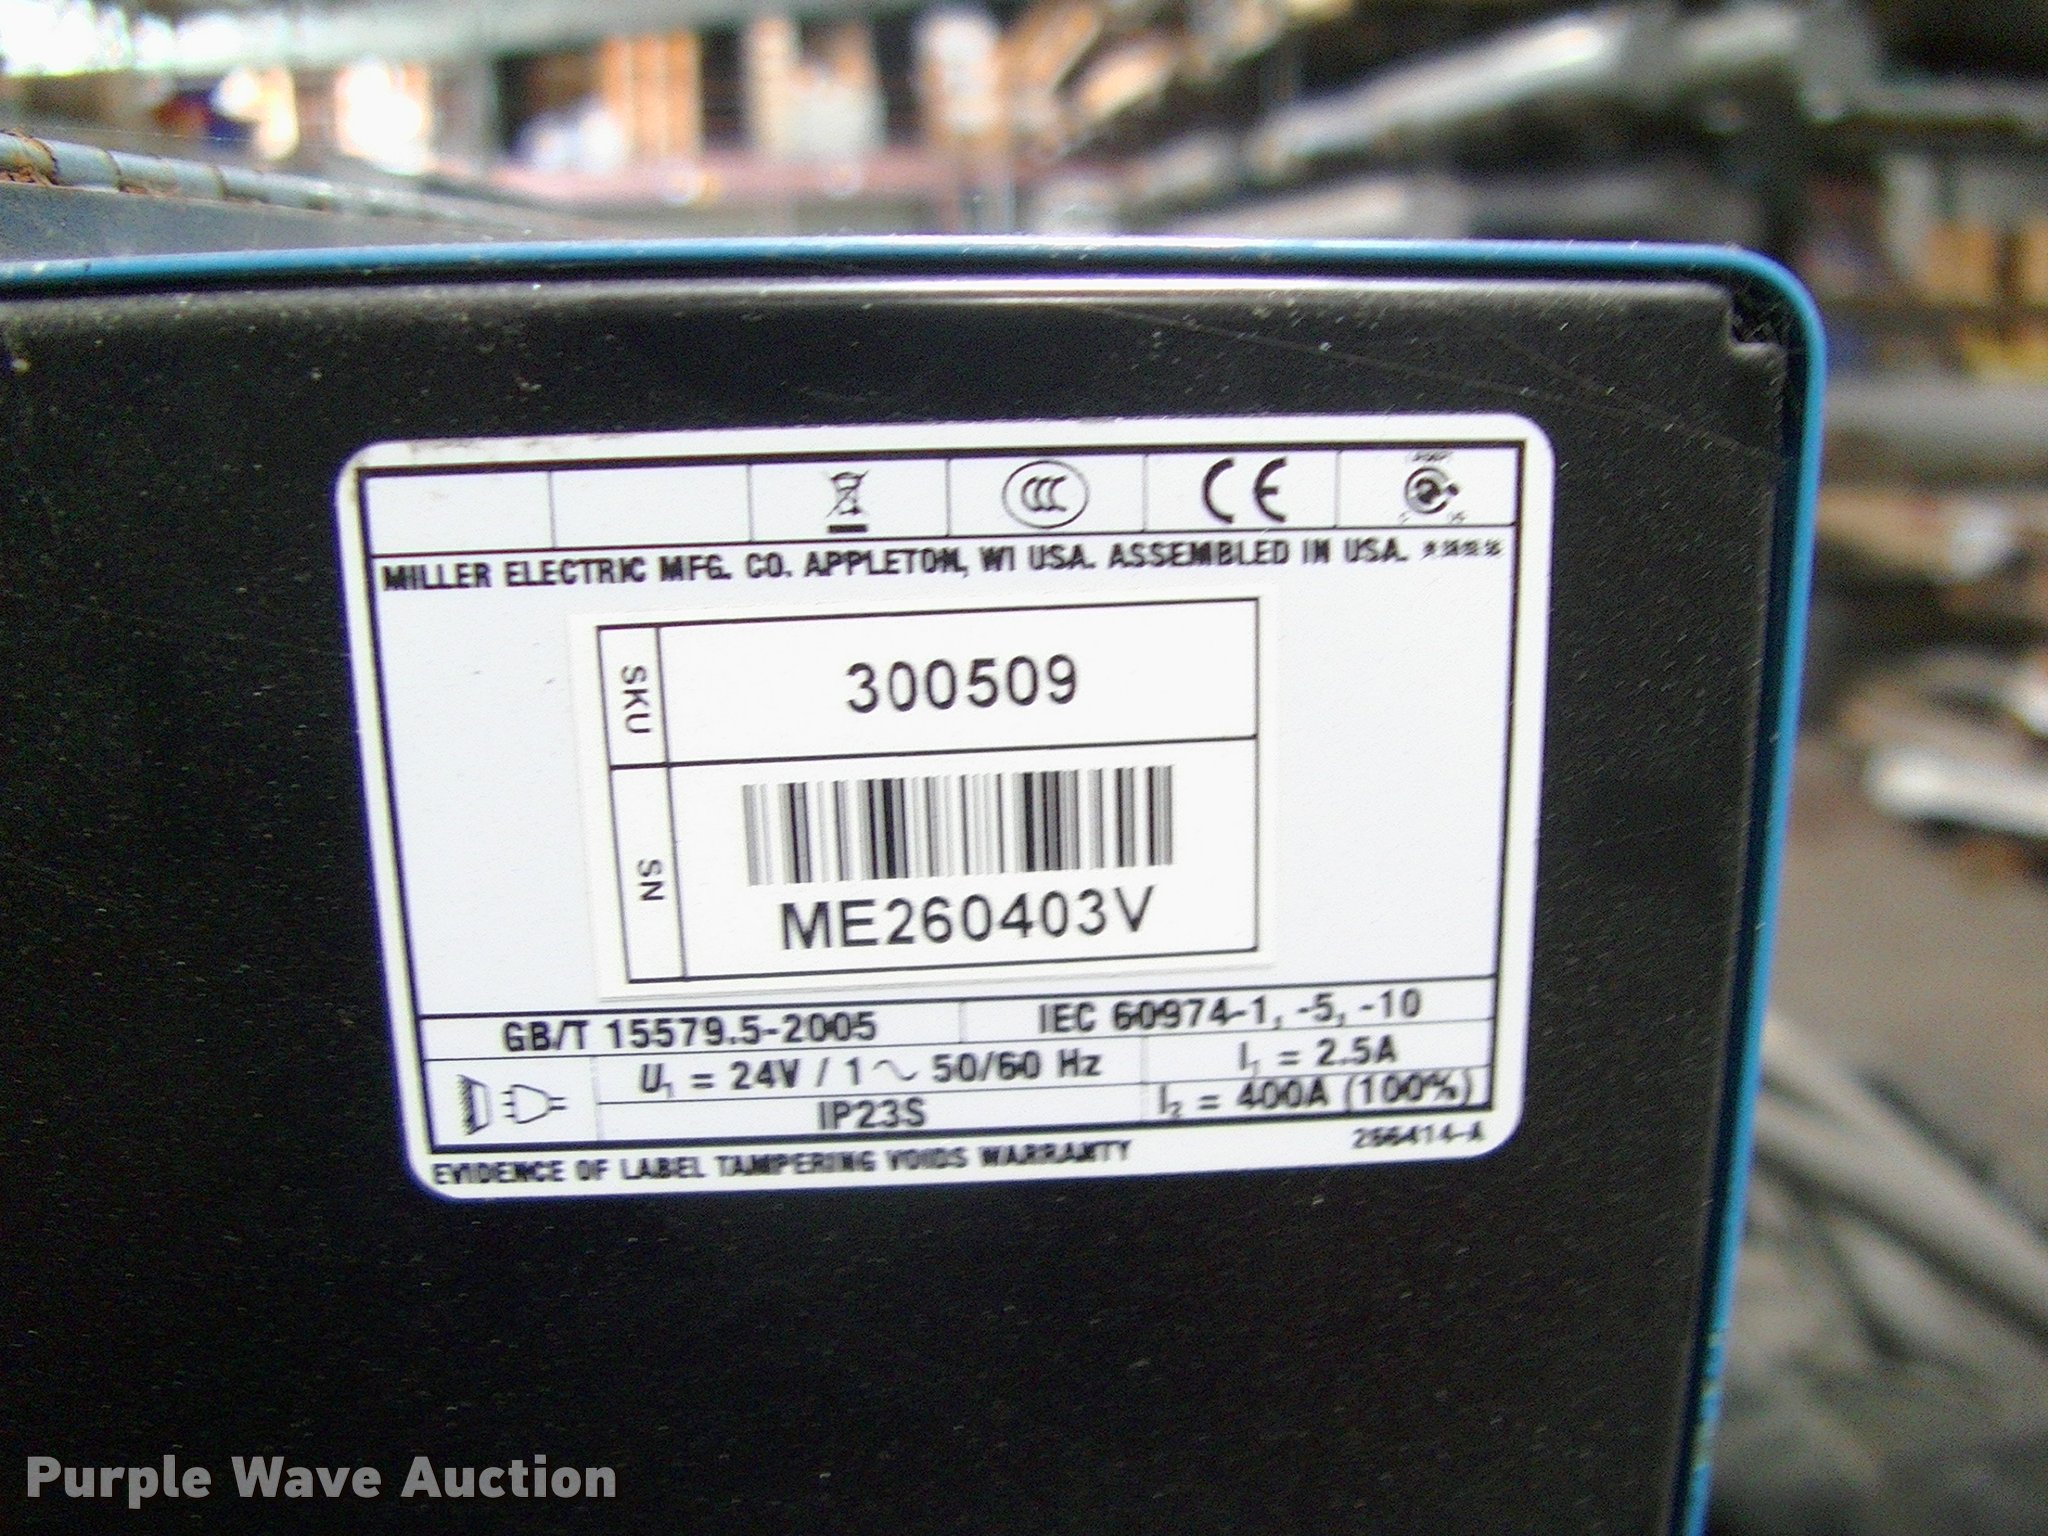 CE
MILLER ELECTRIC MFG. CO. APPLETON, WI USA. ASSEMBLED IN USA.
SKU
300509
SN
ME260403V
GB/T 15579.5-2005
IEC 60974-1, -5, -10
U₁ = 24V / 1~ 50/60 Hz
I₁ = 2.5A
IP23S
I₂ = 400A (100%)
EVIDENCE OF LABEL TAMPERING VOIDS WARRANTY
266414-A
Purple Wave Auction